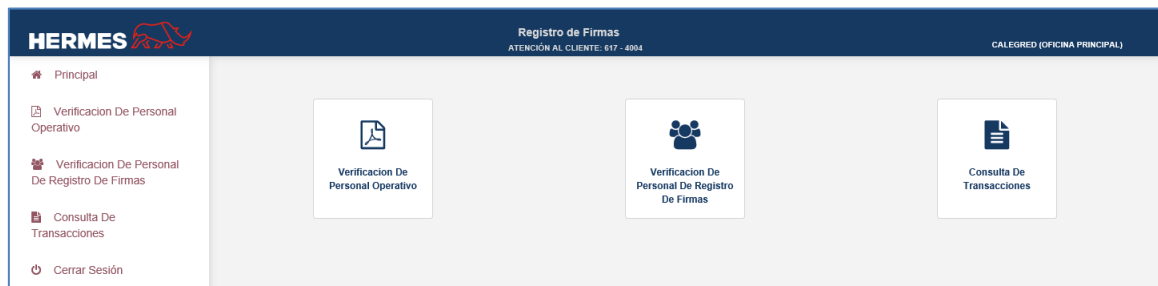 HERMES
Registro de Firmas
ATENCIÓN AL CLIENTE: 617 - 4004
CALEGRED (OFICINA PRINCIPAL)
Principal
Verificacion De Personal
Operativo
Verificacion De Personal
De Registro De Firmas
Consulta De
Transacciones
Cerrar Sesión
Verificacion De
Personal Operativo
Verificacion De
Personal De Registro
De Firmas
Consulta De
Transacciones